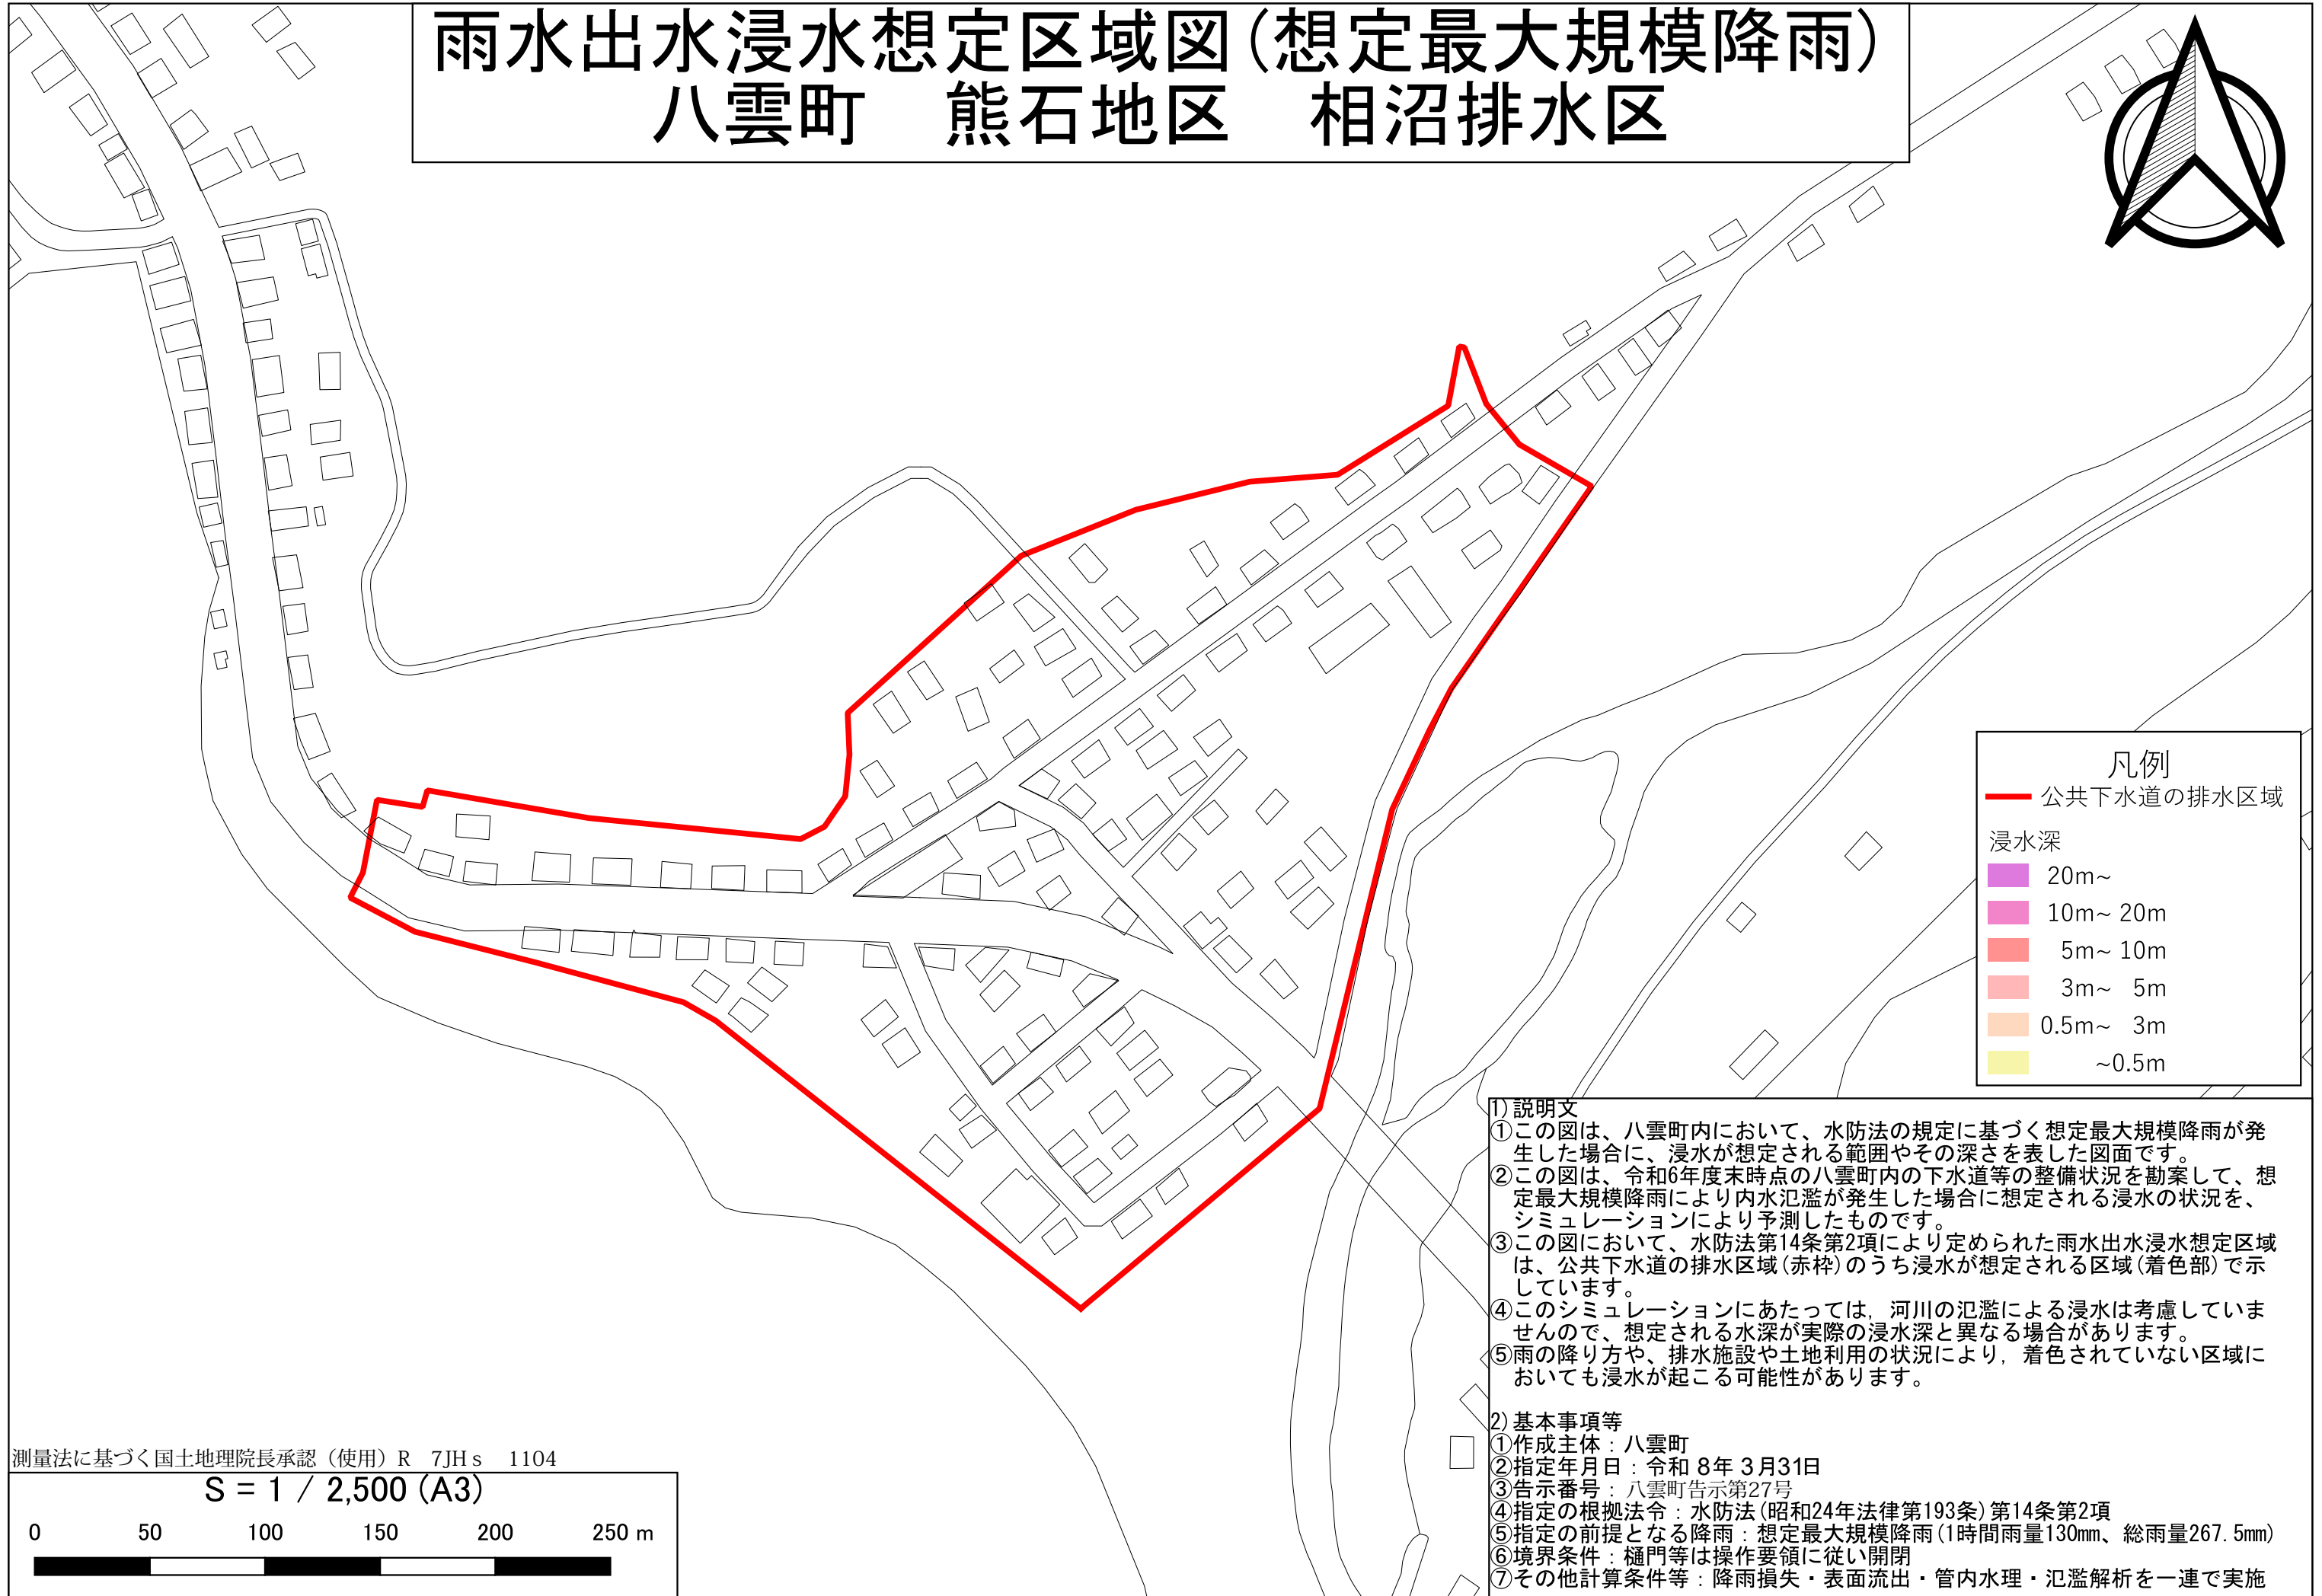 雨水出水浸水想定区域図(想定最大規模降雨)
八雲町　熊石地区　相沼排水区
凡例
公共下水道の排水区域
浸水深
20m~
10m~ 20m
5m~ 10m
3m~ 5m
0.5m~ 3m
~0.5m
1)説明文
①この図は、八雲町内において、水防法の規定に基づく想定最大規模降雨が発
生した場合に、浸水が想定される範囲やその深さを表した図面です。
②この図は、令和6年度末時点の八雲町内の下水道等の整備状況を勘案して、想
定最大規模降雨により内水氾濫が発生した場合に想定される浸水の状況を、
シミュレーションにより予測したものです。
③この図において、水防法第14条第2項により定められた雨水出水浸水想定区域
は、公共下水道の排水区域(赤枠)のうち浸水が想定される区域(着色部)で示
しています。
④このシミュレーションにあたっては，河川の氾濫による浸水は考慮していま
せんので、想定される水深が実際の浸水深と異なる場合があります。
⑤雨の降り方や、排水施設や土地利用の状況により，着色されていない区域に
おいても浸水が起こる可能性があります。
2)基本事項等
①作成主体：八雲町
②指定年月日：令和 8年 3月31日
③告示番号：八雲町告示第27号
④指定の根拠法令：水防法(昭和24年法律第193条)第14条第2項
⑤指定の前提となる降雨：想定最大規模降雨(1時間雨量130mm、総雨量267.5mm)
⑥境界条件：樋門等は操作要領に従い開閉
⑦その他計算条件等：降雨損失・表面流出・管内水理・氾濫解析を一連で実施
測量法に基づく国土地理院長承認（使用）R　7JHs　1104
S = 1 / 2,500 (A3)
0 50 100 150 200 250 m